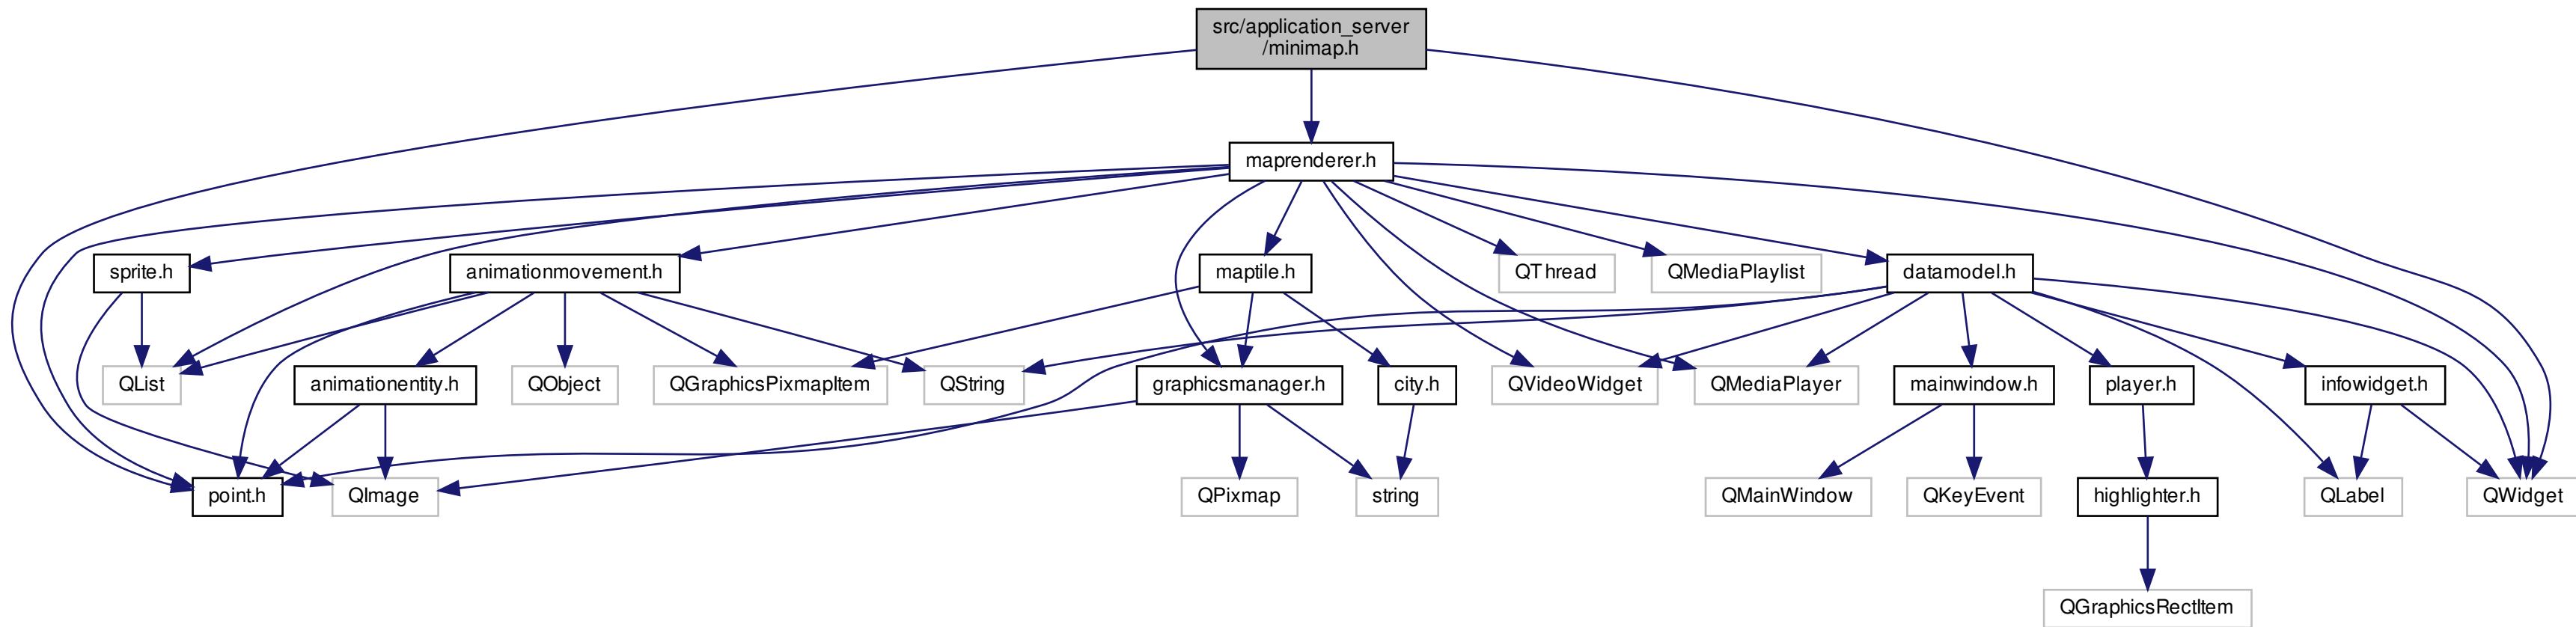 src/application_server
/minimap.h
maprenderer.h
sprite.h
animationmovement.h
maptile.h
QThread
QMediaPlaylist
datamodel.h
QList
animationentity.h
QObject
QGraphicsPixmapItem
QString
graphicsmanager.h
city.h
QVideoWidget
QMediaPlayer
mainwindow.h
player.h
infowidget.h
point.h
QImage
QPixmap
string
QMainWindow
QKeyEvent
highlighter.h
QLabel
QWidget
QGraphicsRectItem